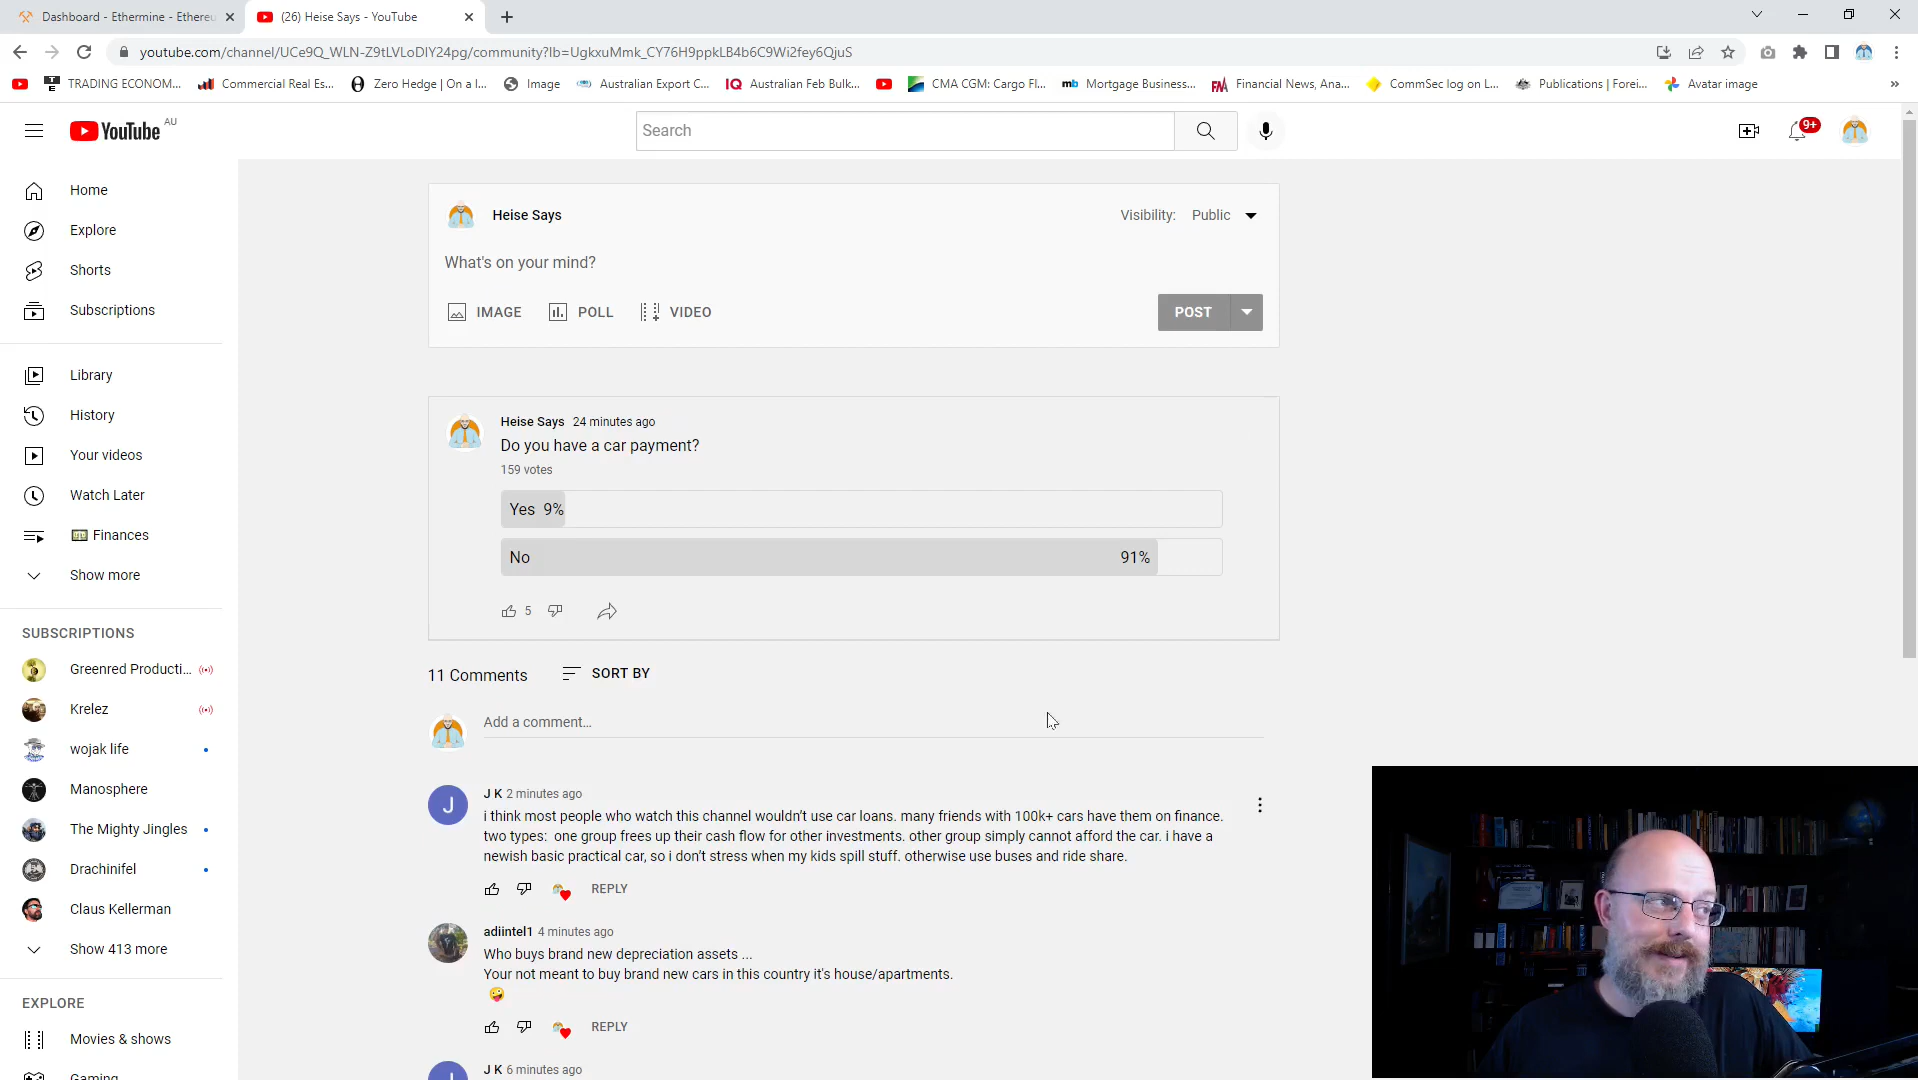 Dashboard - Ethermine - Ethereu
(26) Heise Says - YouTube
youtube.com/channel/UCe9Q_WLN-Z9tLVLoDlY24pg/community?lb=UgkxuMmk_CY76H9ppkLB4b6C9Wi2fey6QjuS
TRADING ECONOM...
Commercial Real Es...
Zero Hedge | On a l...
Image
Australian Export C...
Australian Feb Bulk...
CMA CGM: Cargo Fl...
Mortgage Business...
Financial News, Ana...
CommSec log on L...
Publications | Forei...
Avatar image
YouTube AU
Search
9+
Home
Explore
Shorts
Subscriptions
Library
History
Your videos
Watch Later
Finances
Show more
SUBSCRIPTIONS
Greenred Producti...
Krelez
wojak life
Manosphere
The Mighty Jingles
Drachinifel
Claus Kellerman
Show 413 more
EXPLORE
Movies & shows
Gaming
Heise Says
Visibility: Public
What's on your mind?
IMAGE POLL VIDEO
POST
Heise Says 24 minutes ago
Do you have a car payment?
159 votes
Yes 9%
No 91%
5
11 Comments SORT BY
Add a comment...
J
J K 2 minutes ago
i think most people who watch this channel wouldn't use car loans. many friends with 100k+ cars have them on finance.
two types: one group frees up their cash flow for other investments. other group simply cannot afford the car. i have a
newish basic practical car, so i don't stress when my kids spill stuff. otherwise use buses and ride share.
REPLY
adiintel1 4 minutes ago
Who buys brand new depreciation assets ...
Your not meant to buy brand new cars in this country it's house/apartments.
🤪
REPLY
J K 6 minutes ago